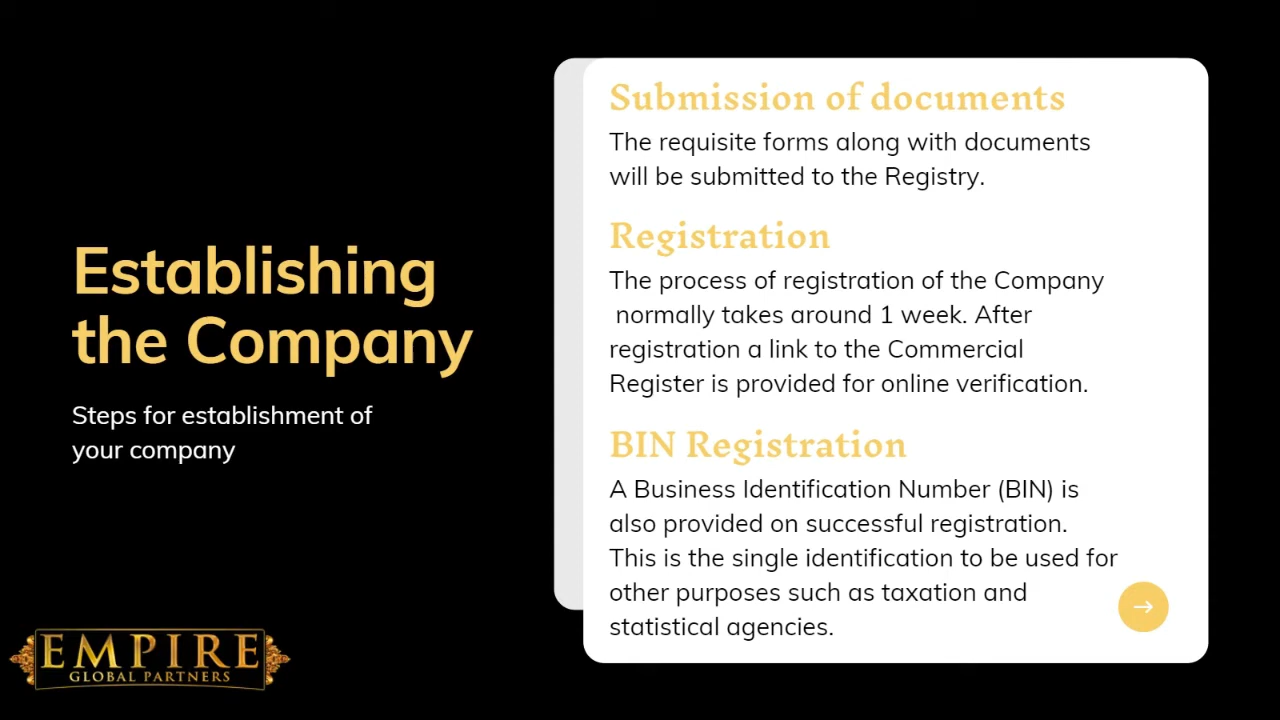 Establishing
the Company
Steps for establishment of
your company
Submission of documents
The requisite forms along with documents
will be submitted to the Registry.
Registration
The process of registration of the Company
normally takes around 1 week. After
registration a link to the Commercial
Register is provided for online verification.
BIN Registration
A Business Identification Number (BIN) is
also provided on successful registration.
This is the single identification to be used for
other purposes such as taxation and
statistical agencies.
EMPIRE
GLOBAL PARTNERS